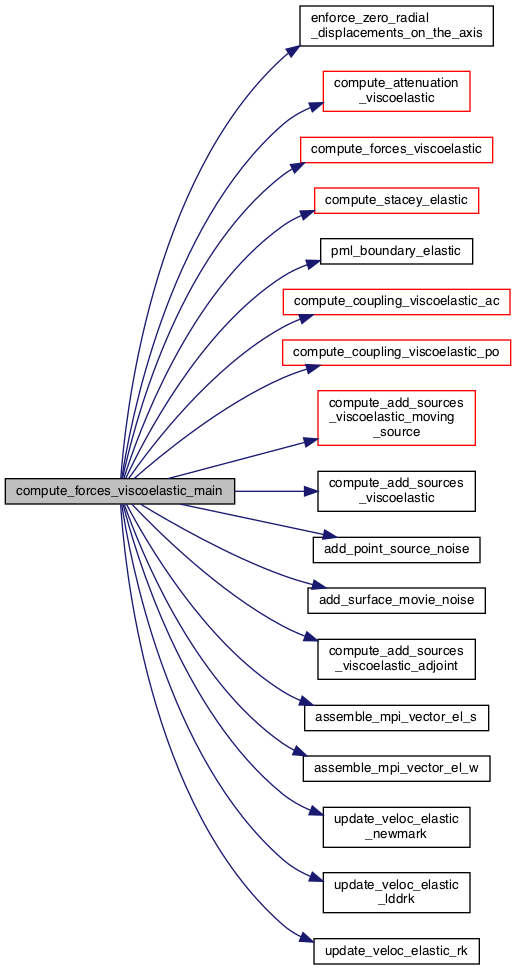 enforce_zero_radial
_displacements_on_the_axis
compute_attenuation
_viscoelastic
compute_forces_viscoelastic
compute_stacey_elastic
pml_boundary_elastic
compute_coupling_viscoelastic_ac
compute_coupling_viscoelastic_po
compute_add_sources
_viscoelastic_moving
_source
compute_forces_viscoelastic_main
compute_add_sources
_viscoelastic
add_point_source_noise
add_surface_movie_noise
compute_add_sources
_viscoelastic_adjoint
assemble_mpi_vector_el_s
assemble_mpi_vector_el_w
update_veloc_elastic
_newmark
update_veloc_elastic
_lddrk
update_veloc_elastic_rk